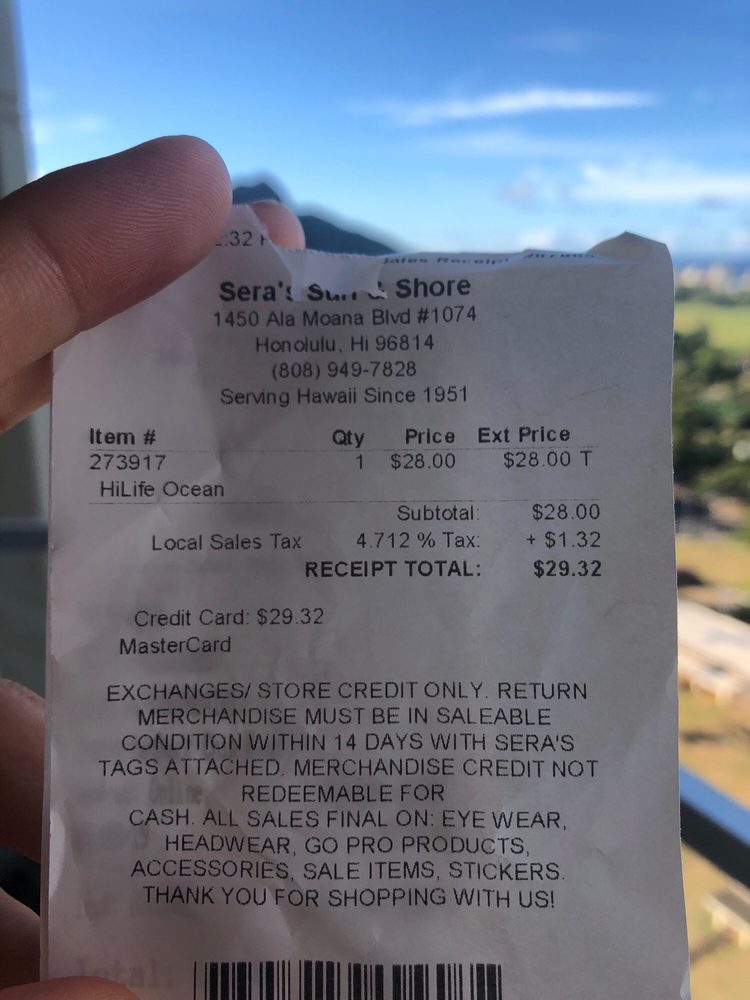 :32
Sales Receipt
Sera's Surf & Shore
1450 Ala Moana Blvd #1074
Honolulu, Hi 96814
(808) 949-7828
Serving Hawaii Since 1951
Item # Qty Price Ext Price
273917 1 $28.00 $28.00 T
HiLife Ocean
Subtotal: $28.00
Local Sales Tax 4.712 % Tax: + $1.32
RECEIPT TOTAL: $29.32
Credit Card: $29.32
MasterCard
EXCHANGES/ STORE CREDIT ONLY. RETURN
MERCHANDISE MUST BE IN SALEABLE
CONDITION WITHIN 14 DAYS WITH SERA'S
TAGS ATTACHED. MERCHANDISE CREDIT NOT
REDEEMABLE FOR
CASH. ALL SALES FINAL ON: EYE WEAR,
HEADWEAR, GO PRO PRODUCTS,
ACCESSORIES, SALE ITEMS, STICKERS.
THANK YOU FOR SHOPPING WITH US!